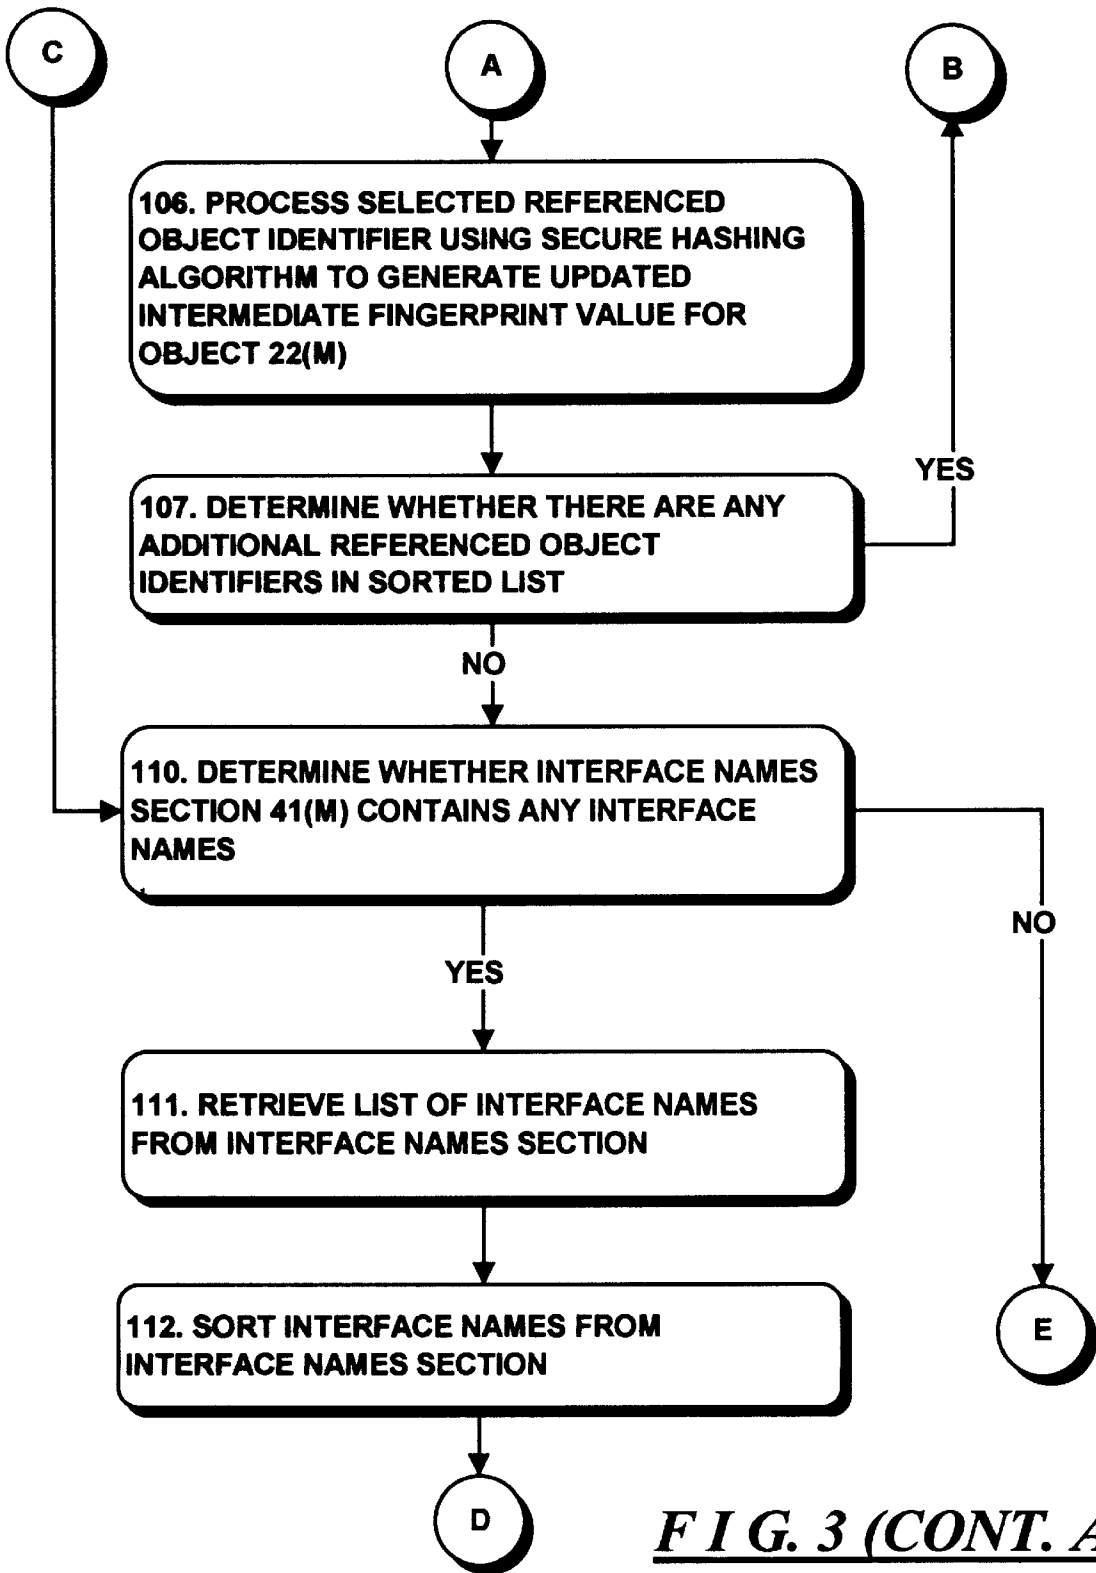 C
A
B
106. PROCESS SELECTED REFERENCED
OBJECT IDENTIFIER USING SECURE HASHING
ALGORITHM TO GENERATE UPDATED
INTERMEDIATE FINGERPRINT VALUE FOR
OBJECT 22(M)
YES
107. DETERMINE WHETHER THERE ARE ANY
ADDITIONAL REFERENCED OBJECT
IDENTIFIERS IN SORTED LIST
NO
110. DETERMINE WHETHER INTERFACE NAMES
SECTION 41(M) CONTAINS ANY INTERFACE
NAMES
NO
YES
111. RETRIEVE LIST OF INTERFACE NAMES
FROM INTERFACE NAMES SECTION
112. SORT INTERFACE NAMES FROM
INTERFACE NAMES SECTION
E
D
F I G. 3 (CONT. A